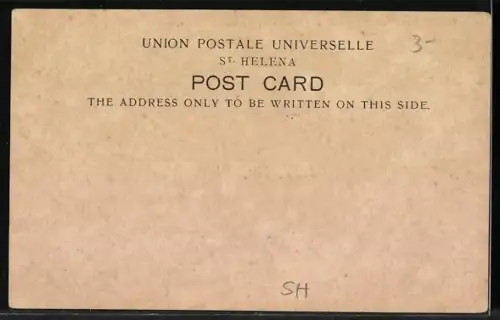 UNION POSTALE UNIVERSELLE
3-
ST. HELENA
POST CARD
THE ADDRESS ONLY TO BE WRITTEN ON THIS SIDE.
SH